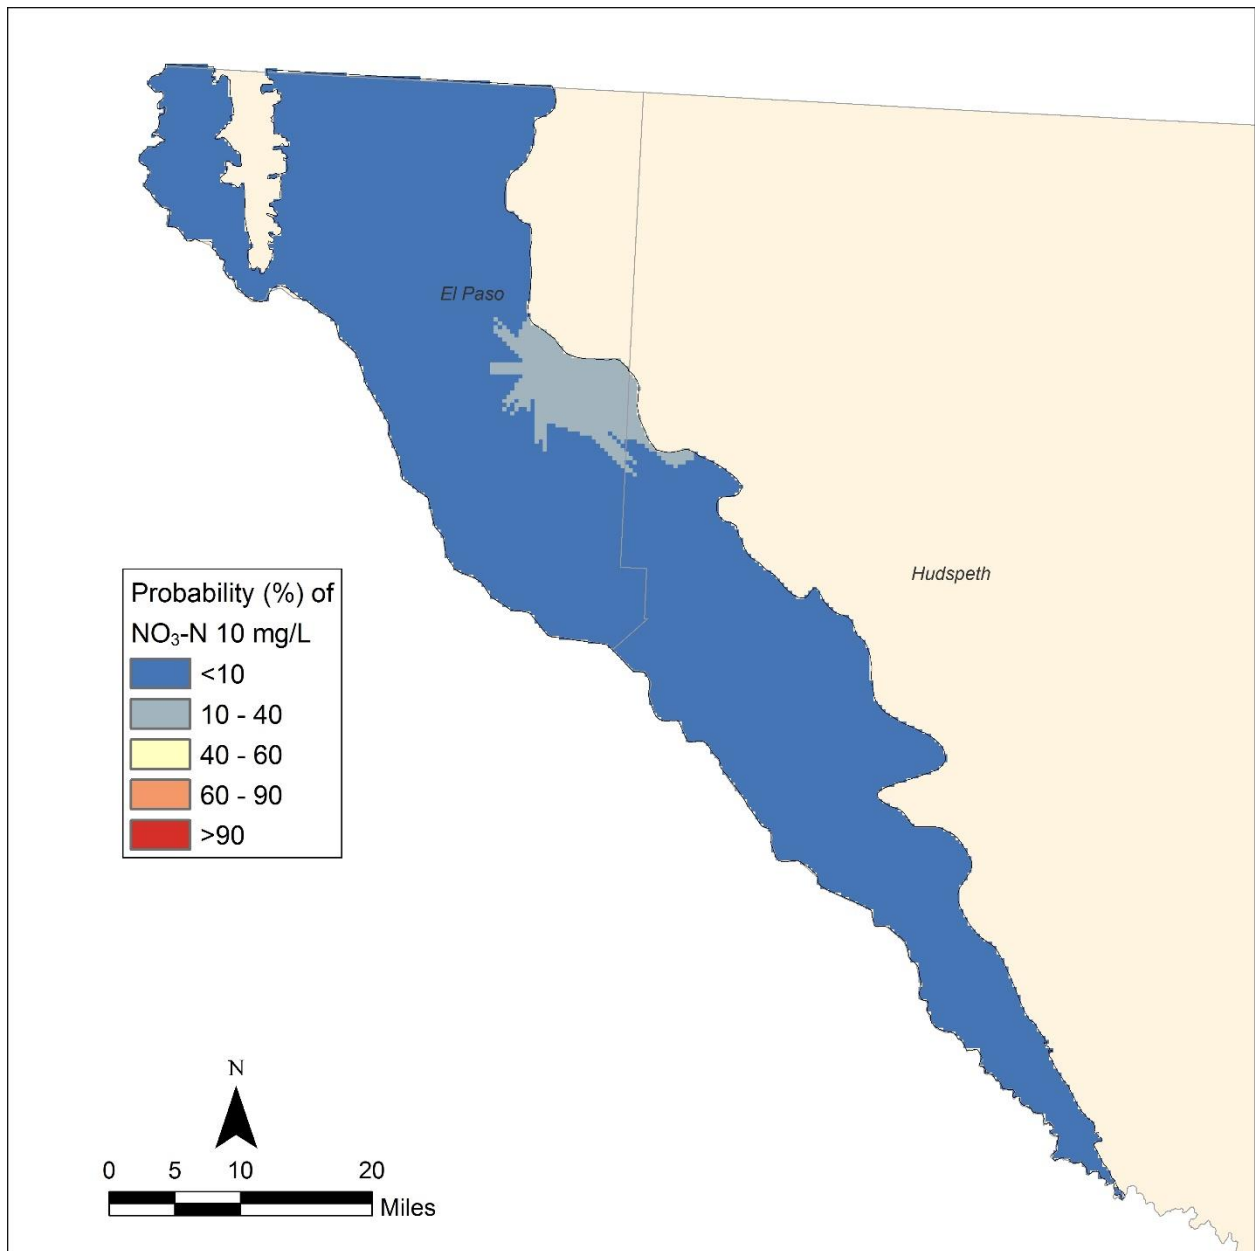 El Paso
Hudspeth
Probability (%) of
NO₃-N 10 mg/L
<10
10 - 40
40 - 60
60 - 90
>90
N
0 5 10 20
Miles